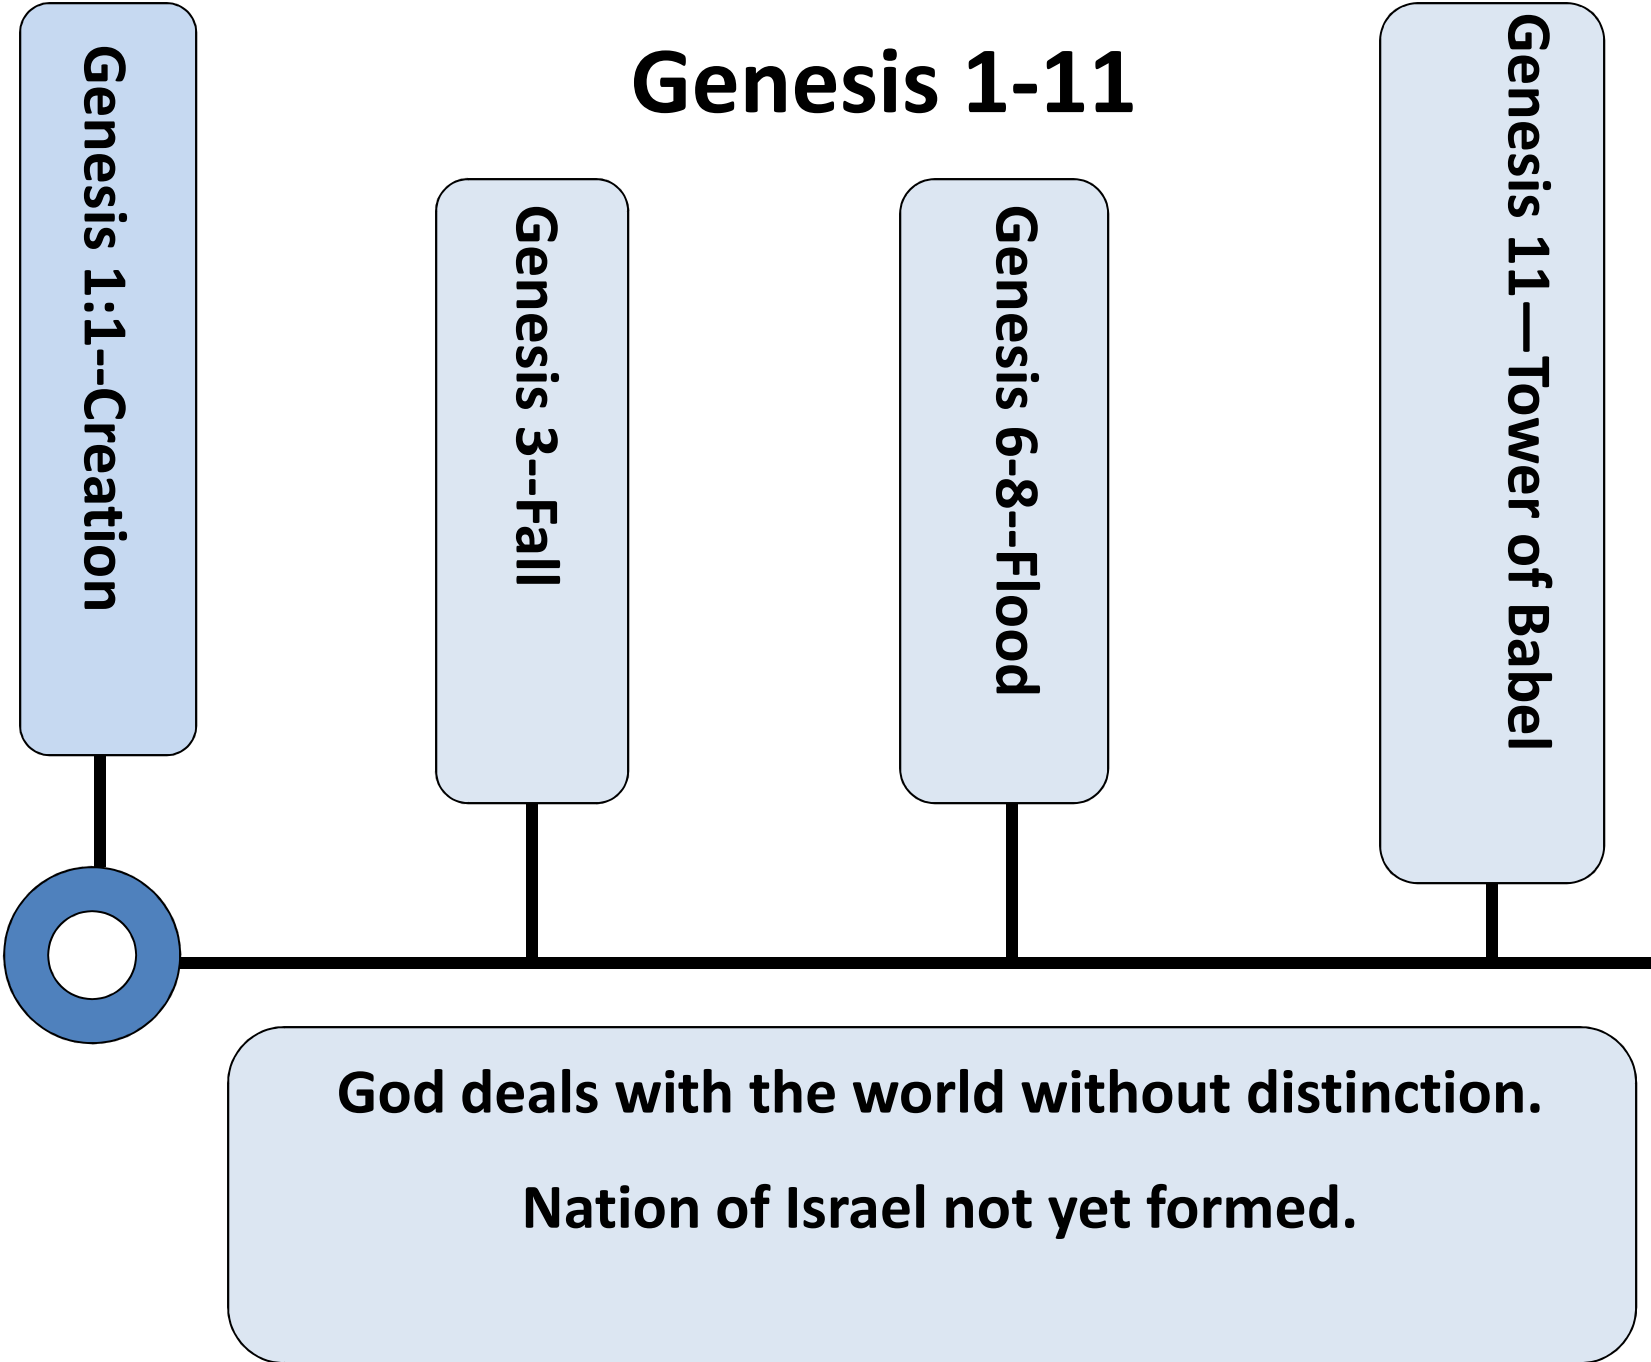 Genesis 1-11
Genesis 1:1--Creation
Genesis 3--Fall
Genesis 6-8--Flood
Genesis 11—Tower of Babel
God deals with the world without distinction.
Nation of Israel not yet formed.